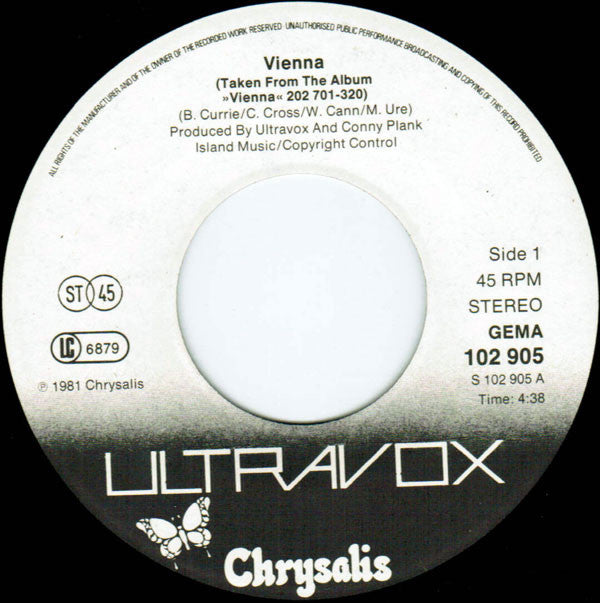 ALL RIGHTS OF THE MANUFACTURER AND OF THE OWNER OF THE RECORDED WORK RESERVED · UNAUTHORISED PUBLIC PERFORMANCE BROADCASTING AND COPYING OF THIS RECORD PROHIBITED
Vienna
(Taken From The Album
»Vienna« 202 701-320)
(B. Currie/C. Cross/W. Cann/M. Ure)
Produced By Ultravox And Conny Plank
Island Music/Copyright Control
Side 1
ST 45
45 RPM
STEREO
GEMA
LC 6879
102 905
℗ 1981 Chrysalis
S 102 905 A
Time: 4:38
ULTRAVOX
Chrysalis